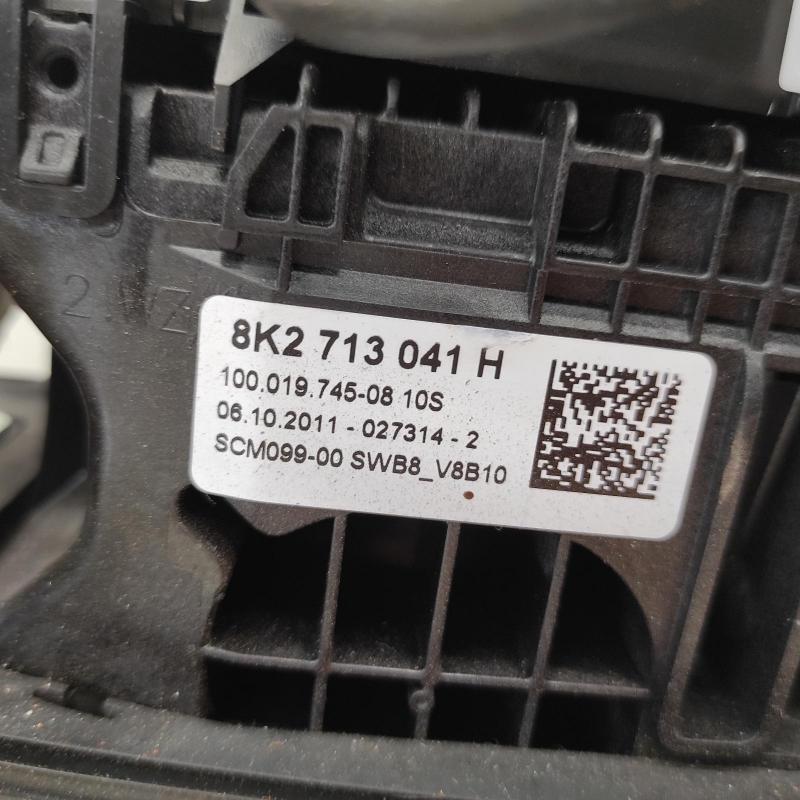 8K2 713 041 H
100.019.745-08 10S
06.10.2011 - 027314 - 2
SCM099-00 SWB8_V8B10